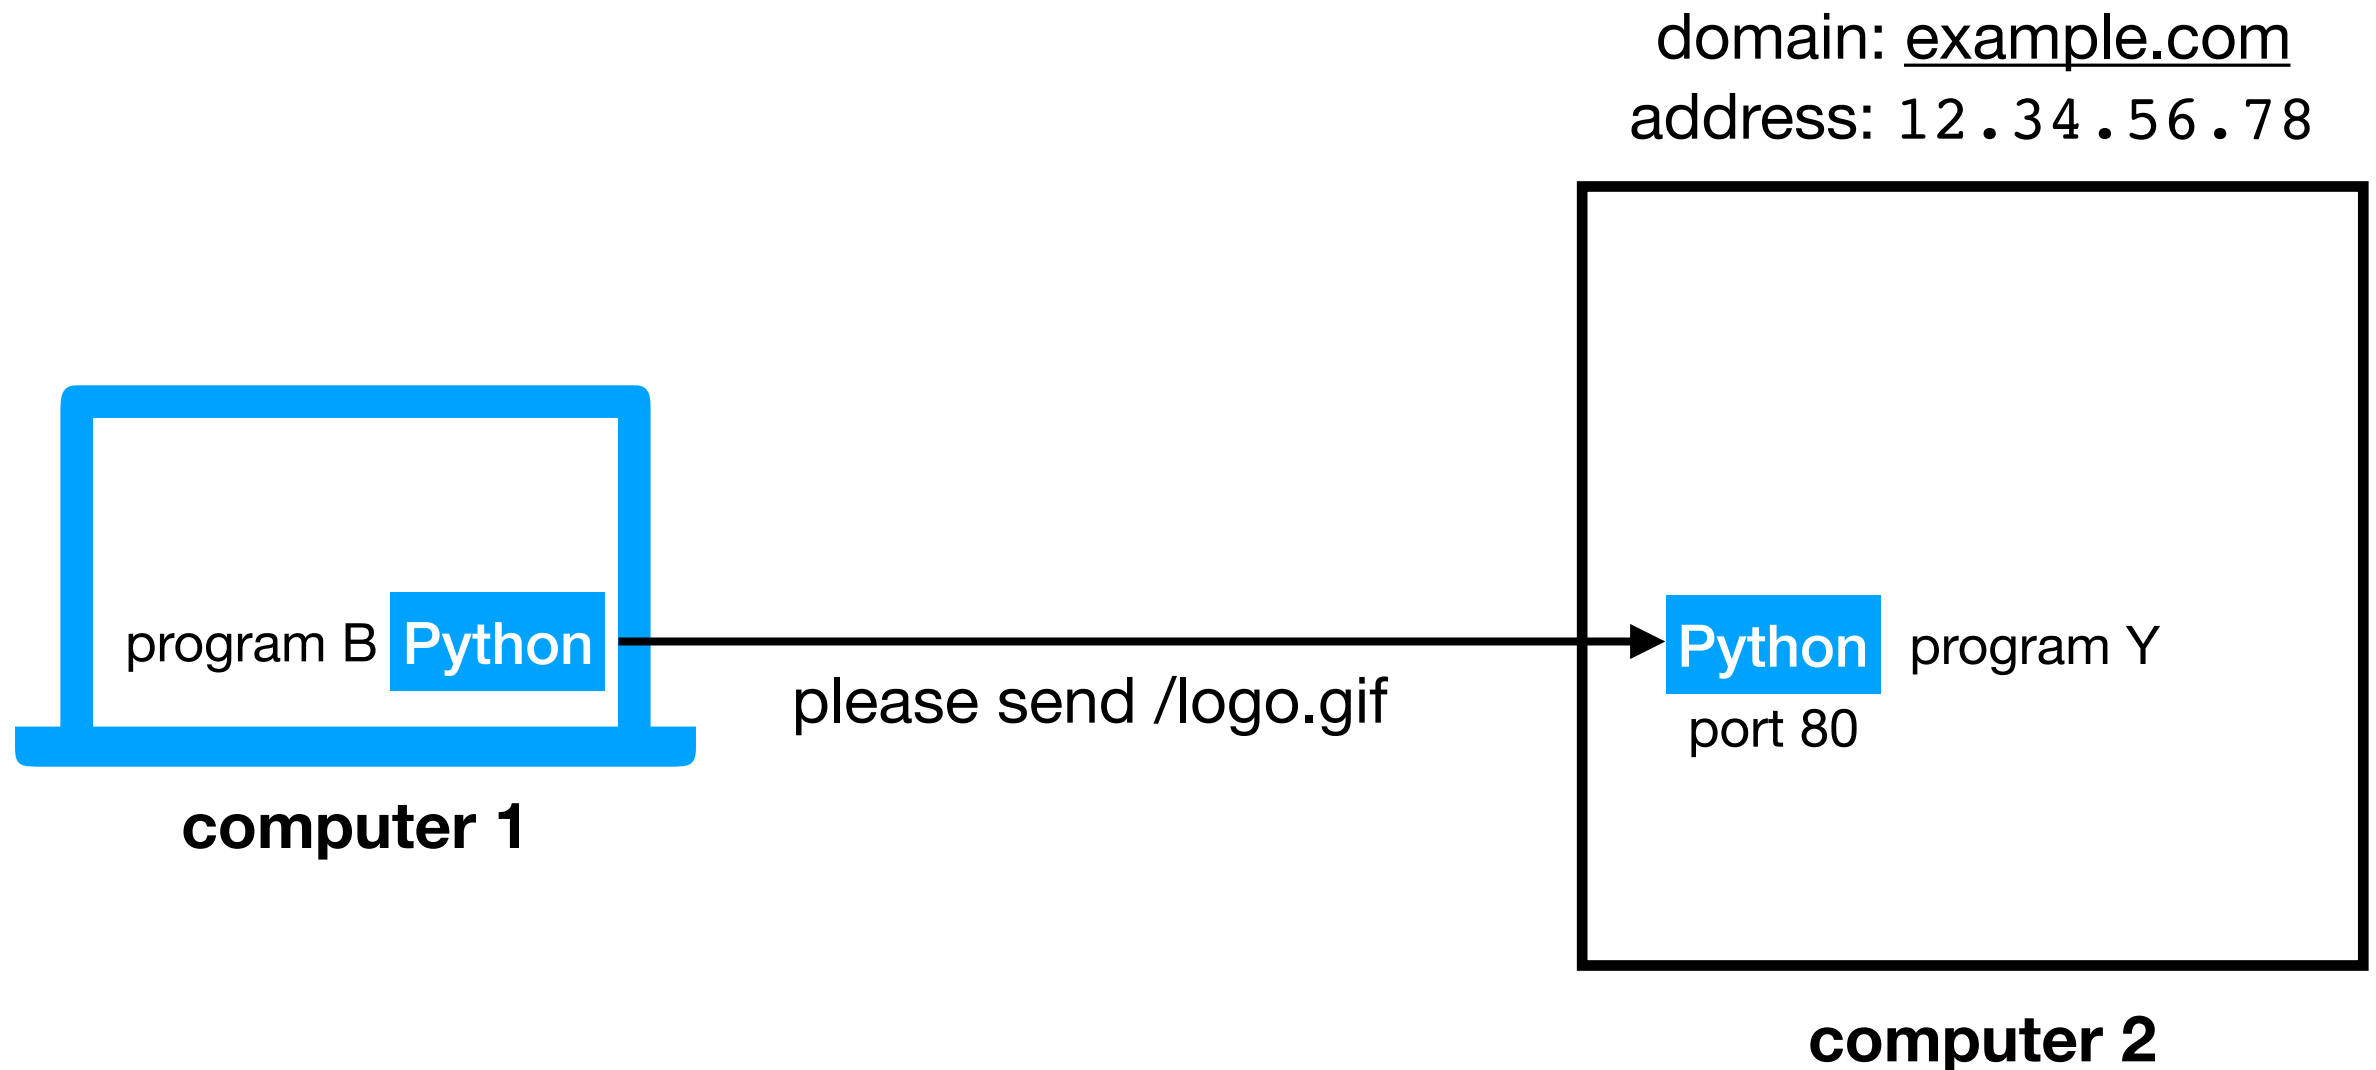 domain: example.com
address: 12.34.56.78
program B Python
please send /logo.gif
Python program Y
port 80
computer 1
computer 2